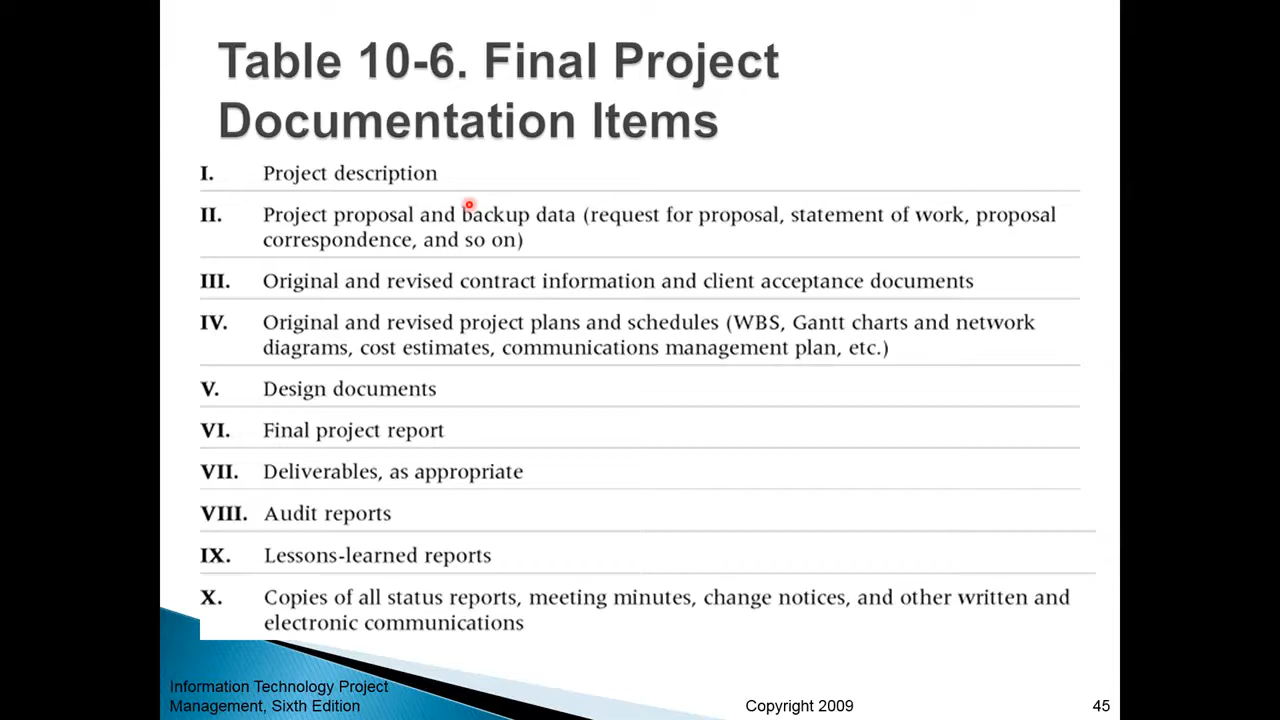 Table 10-6. Final Project
Documentation Items
I. Project description
II. Project proposal and backup data (request for proposal, statement of work, proposal
correspondence, and so on)
III. Original and revised contract information and client acceptance documents
IV. Original and revised project plans and schedules (WBS, Gantt charts and network
diagrams, cost estimates, communications management plan, etc.)
V. Design documents
VI. Final project report
VII. Deliverables, as appropriate
VIII. Audit reports
IX. Lessons-learned reports
X. Copies of all status reports, meeting minutes, change notices, and other written and
electronic communications
Information Technology Project
Management, Sixth Edition
Copyright 2009
45